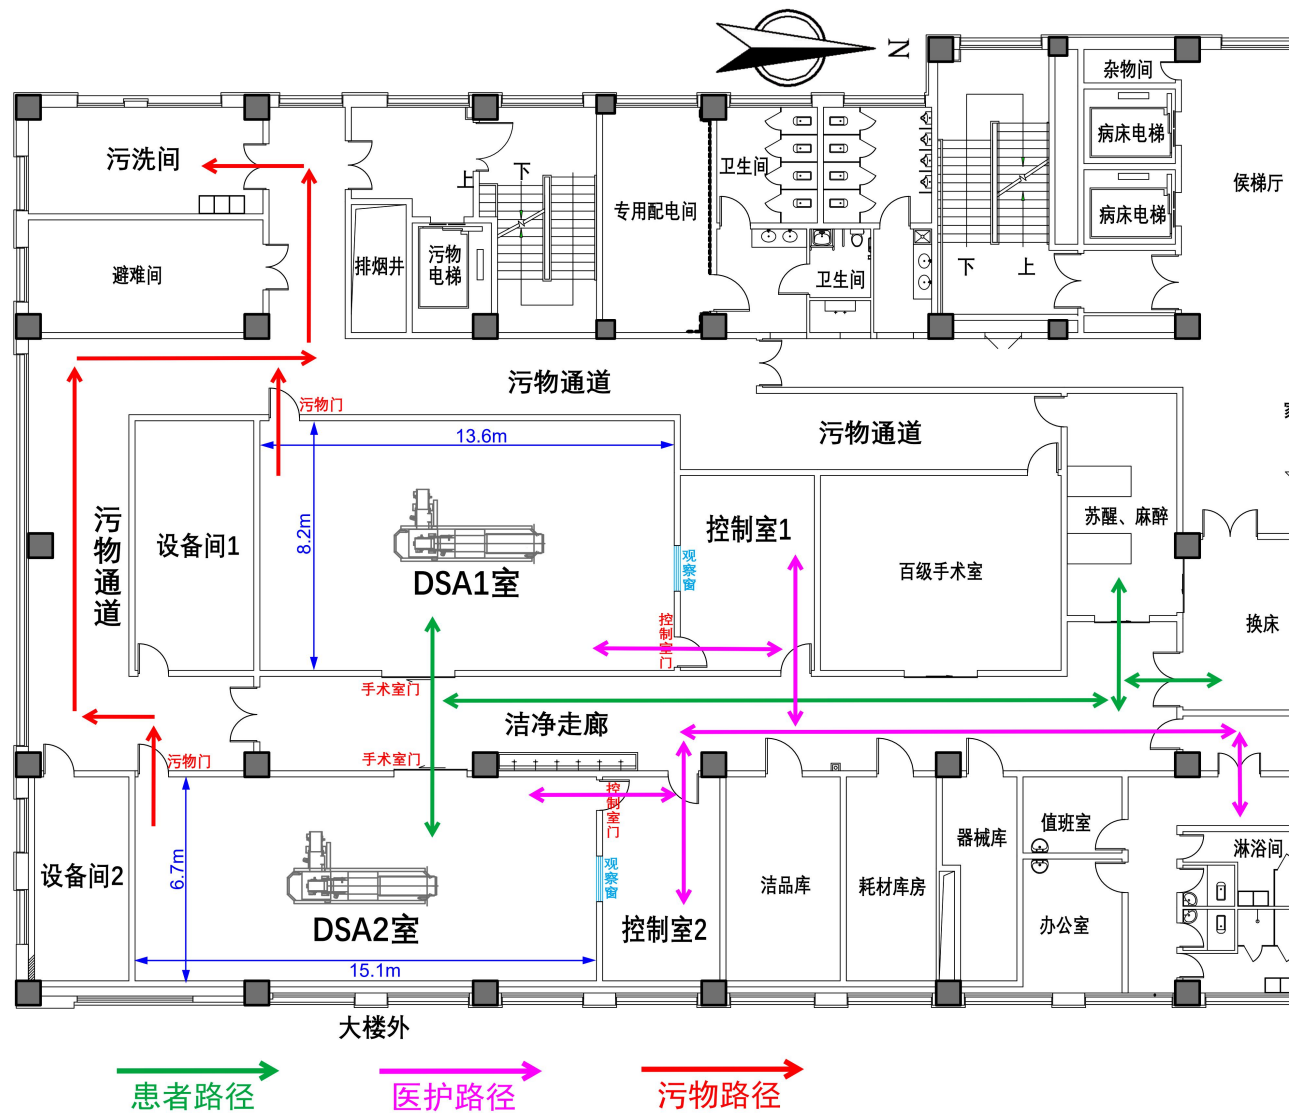 N
杂物间
污洗间
卫生间
病床电梯
侯梯厅
上
下
专用配电间
病床电梯
避难间
排烟井
污物
电梯
卫生间
下
上
污物通道
污物门
13.6m
污物通道
污物通道
设备间1
8.2m
DSA1室
观察窗
控制室1
控制室门
百级手术室
苏醒、麻醉
换床
手术室门
洁净走廊
手术室门
污物门
控制室门
设备间2
6.7m
DSA2室
15.1m
观察窗
控制室2
洁品库
耗材库房
器械库
值班室
办公室
淋浴间
大楼外
患者路径
医护路径
污物路径